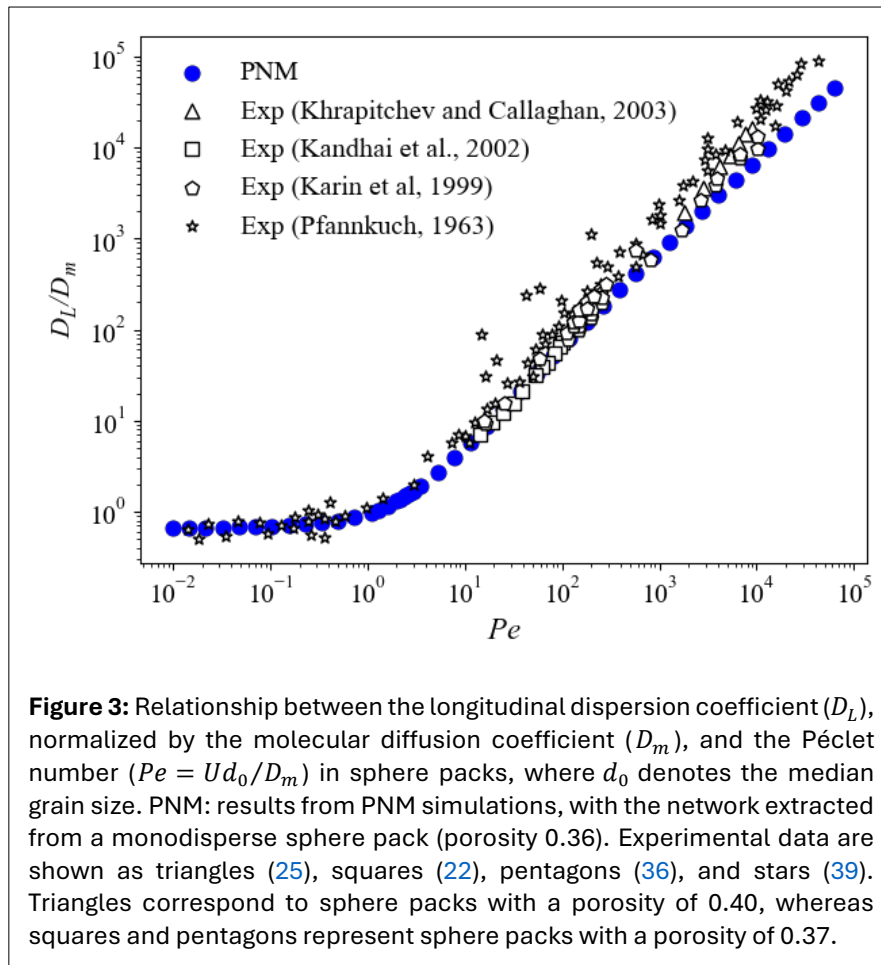 10^5
10^4
10^3
10^2
10^1
10^0
D_L/D_m
PNM
Exp (Khrapitchev and Callaghan, 2003)
Exp (Kandhai et al., 2002)
Exp (Karin et al, 1999)
Exp (Pfannkuch, 1963)
10^−2 10^−1 10^0 10^1 10^2 10^3 10^4 10^5
Pe
Figure 3: Relationship between the longitudinal dispersion coefficient (D_L),
normalized by the molecular diffusion coefficient (D_m), and the Péclet
number (Pe = Ud_0/D_m) in sphere packs, where d_0 denotes the median
grain size. PNM: results from PNM simulations, with the network extracted
from a monodisperse sphere pack (porosity 0.36). Experimental data are
shown as triangles (25), squares (22), pentagons (36), and stars (39).
Triangles correspond to sphere packs with a porosity of 0.40, whereas
squares and pentagons represent sphere packs with a porosity of 0.37.